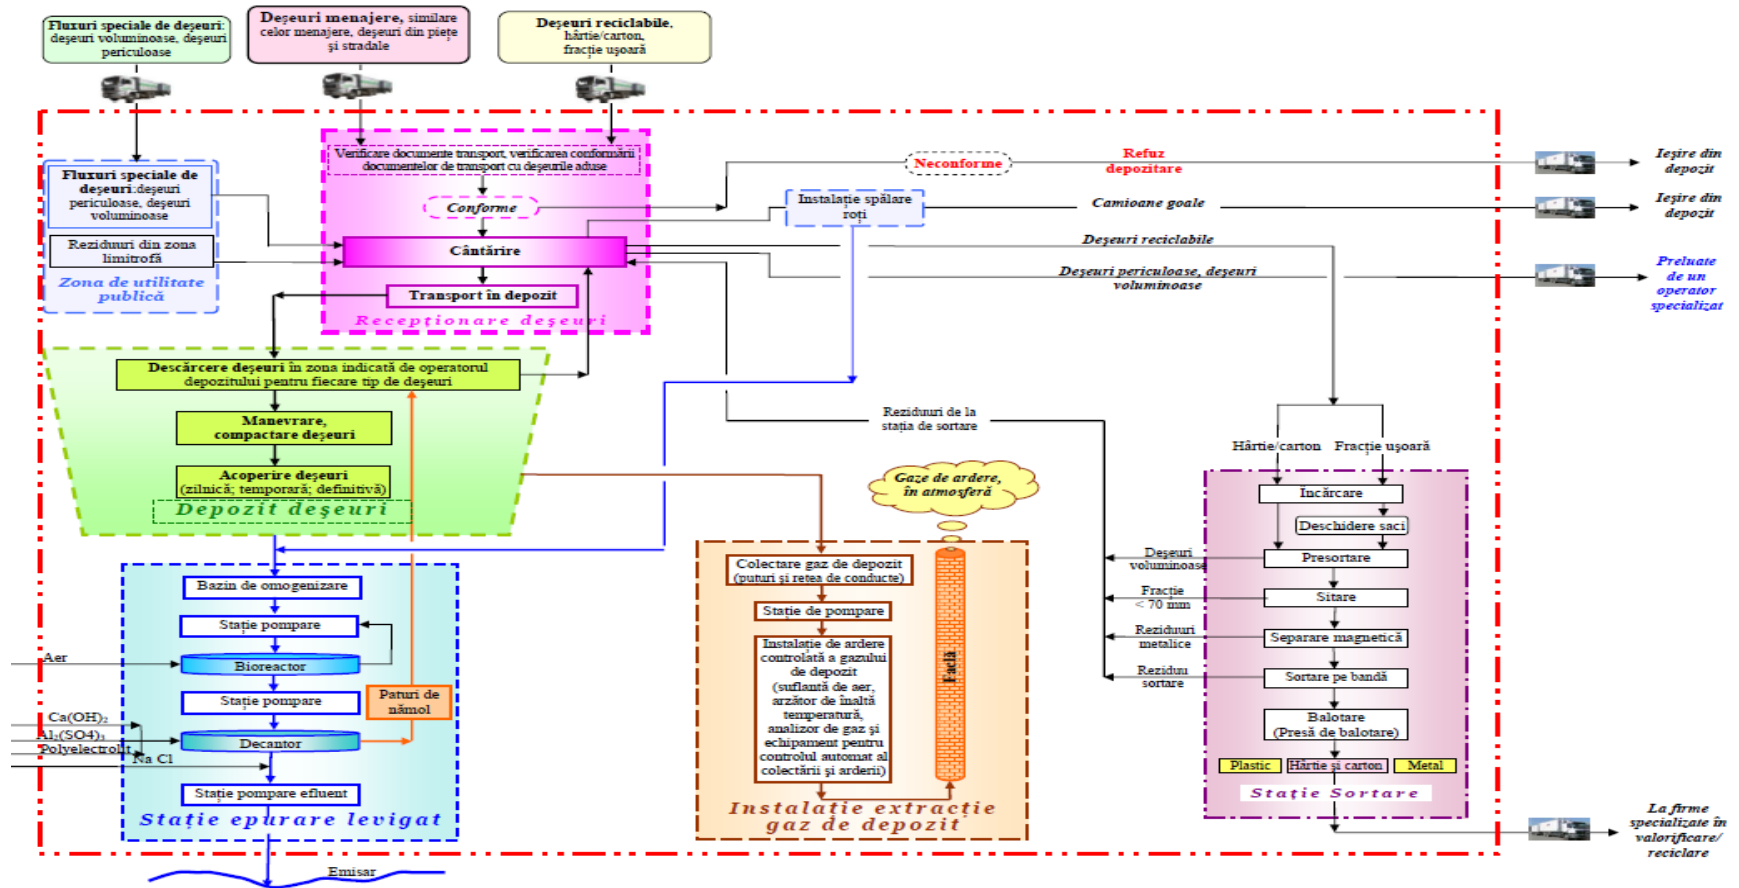 Fluxuri speciale de deșeuri:
deșeuri voluminoase, deșeuri
periculoase
Deșeuri menajere, similare
celor menajere, deșeuri din piețe
și stradale
Deșeuri reciclabile,
hârtie/carton,
fracție ușoară
Verificare documente transport, verificarea conformării
documentelor de transport cu deșeurile aduse
Conforme
Cântărire
Transport în depozit
Recepționare deșeuri
Fluxuri speciale de
deșeuri:deșeuri
periculoase, deșeuri
voluminoase
Reziduuri din zona
limitrofă
Zona de utilitate
publică
Neconforme
Refuz
depozitare
Ieșire din
depozit
Instalație spălare
roți
Camioane goale
Ieșire din
depozit
Deșeuri reciclabile
Deșeuri periculoase, deșeuri
voluminoase
Preluate
de un
operator
specializat
Descărcere deșeuri în zona indicată de operatorul
depozitului pentru fiecare tip de deșeuri
Manevrare,
compactare deșeuri
Acoperire deșeuri
(zilnică; temporară; definitivă)
Depozit deșeuri
Reziduuri de la
stația de sortare
Hârtie/carton
Fracție ușoară
Gaze de ardere,
în atmosferă
Încărcare
Deschidere saci
Presortare
Sitare
Separare magnetică
Sortare pe bandă
Balotare
(Presă de balotare)
Plastic
Hârtie și carton
Metal
Stație Sortare
Deșeuri
voluminoase
Fracție
< 70 mm
Reziduuri
metalice
Reziduu
sortare
Colectare gaz de depozit
(puturi și retea de conducte)
Stație de pompare
Instalație de ardere
controlată a gazului
de depozit
(suflantă de aer,
arzător de înaltă
temperatură,
analizor de gaz și
echipament pentru
controlul automat al
colectării și arderii)
Faclă
Instalație extracție
gaz de depozit
Bazin de omogenizare
Stație pompare
Bioreactor
Stație pompare
Decantor
Stație pompare efluent
Stație epurare levigat
Paturi de
nămol
Aer
Ca(OH)2
Al2(SO4)3
Polyelectrolit
Na Cl
Emisar
La firme
specializate în
valorificare/
reciclare